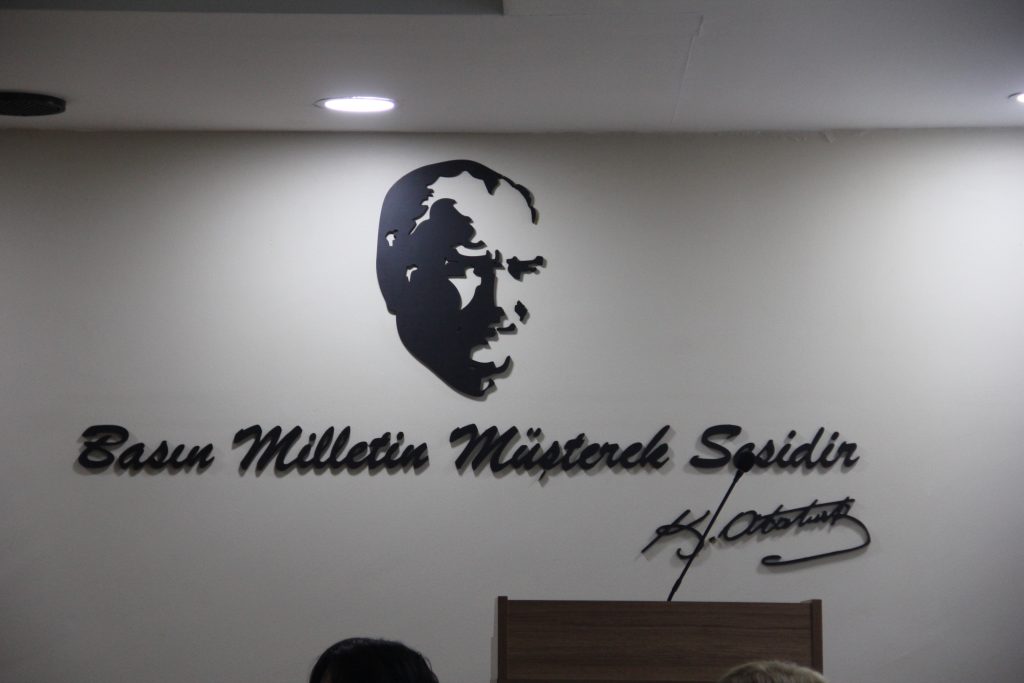 Basın Milletin Müşterek Sesidir
K. Atatürk